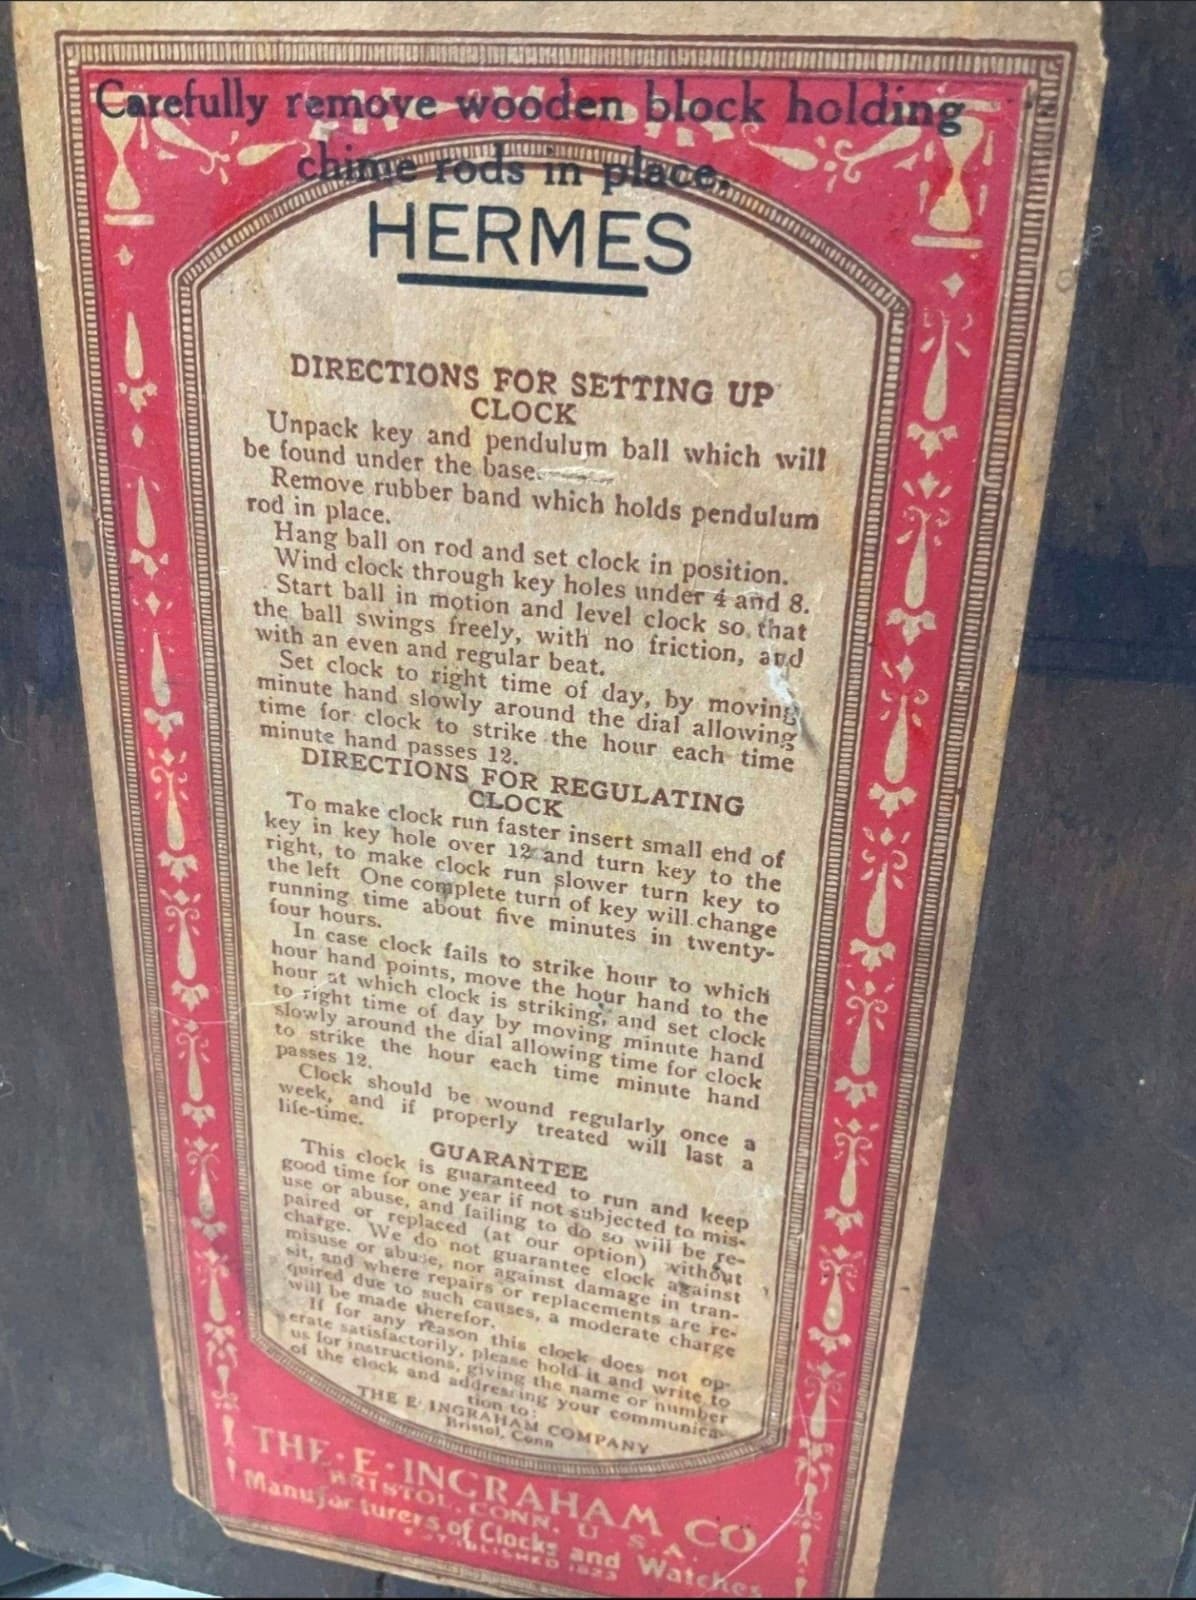 Carefully remove wooden block holding
chime rods in place.
HERMES
DIRECTIONS FOR SETTING UP
CLOCK
Unpack key and pendulum ball which will
be found under the base.
Remove rubber band which holds pendulum
rod in place.
Hang ball on rod and set clock in position.
Wind clock through key holes under 4 and 8.
Start ball in motion and level clock so that
the ball swings freely, with no friction, and
with an even and regular beat.
Set clock to right time of day, by moving
minute hand slowly around the dial allowing
time for clock to strike the hour each time
minute hand passes 12.
DIRECTIONS FOR REGULATING
CLOCK
To make clock run faster insert small end of
key in key hole over 12 and turn key to the
right, to make clock run slower turn key to
the left One complete turn of key will change
running time about five minutes in twenty-
four hours.
In case clock fails to strike hour to which
hour hand points, move the hour hand to the
hour at which clock is striking, and set clock
to right time of day by moving minute hand
slowly around the dial allowing time for clock
to strike the hour each time minute hand
passes 12.
Clock should be wound regularly once a
week, and if properly treated will last a
life-time.
GUARANTEE
This clock is guaranteed to run and keep
good time for one year if not subjected to mis-
use or abuse, and failing to do so will be re-
paired or replaced (at our option) without
charge. We do not guarantee clock against
misuse or abuse, nor against damage in tran-
sit, and where repairs or replacements are re-
quired due to such causes, a moderate charge
will be made therefor.
If for any reason this clock does not op-
erate satisfactorily, please hold it and write to
us for instructions, giving the name or number
of the clock and addressing your communica-
tion to:
THE E. INGRAHAM COMPANY
Bristol, Conn
THE · E · INGRAHAM CO
BRISTOL, CONN. U. S. A.
Manufacturers of Clocks and Watches
ESTABLISHED 1823